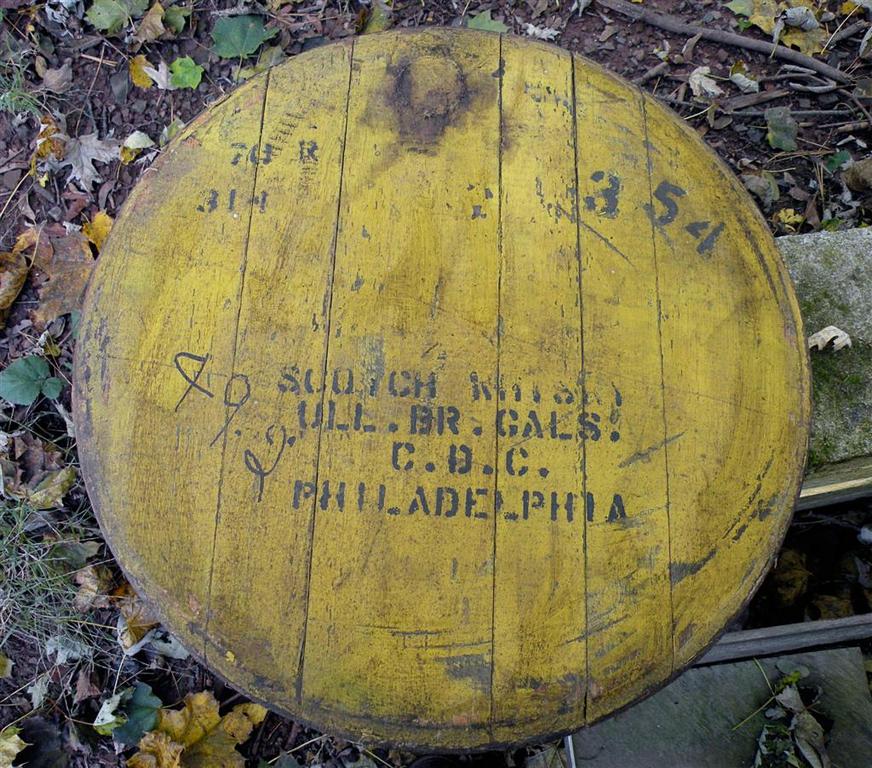 70 R
314
354
SCOTCH WHISKY
ULL.BR.GALS.
C.D.C.
PHILADELPHIA